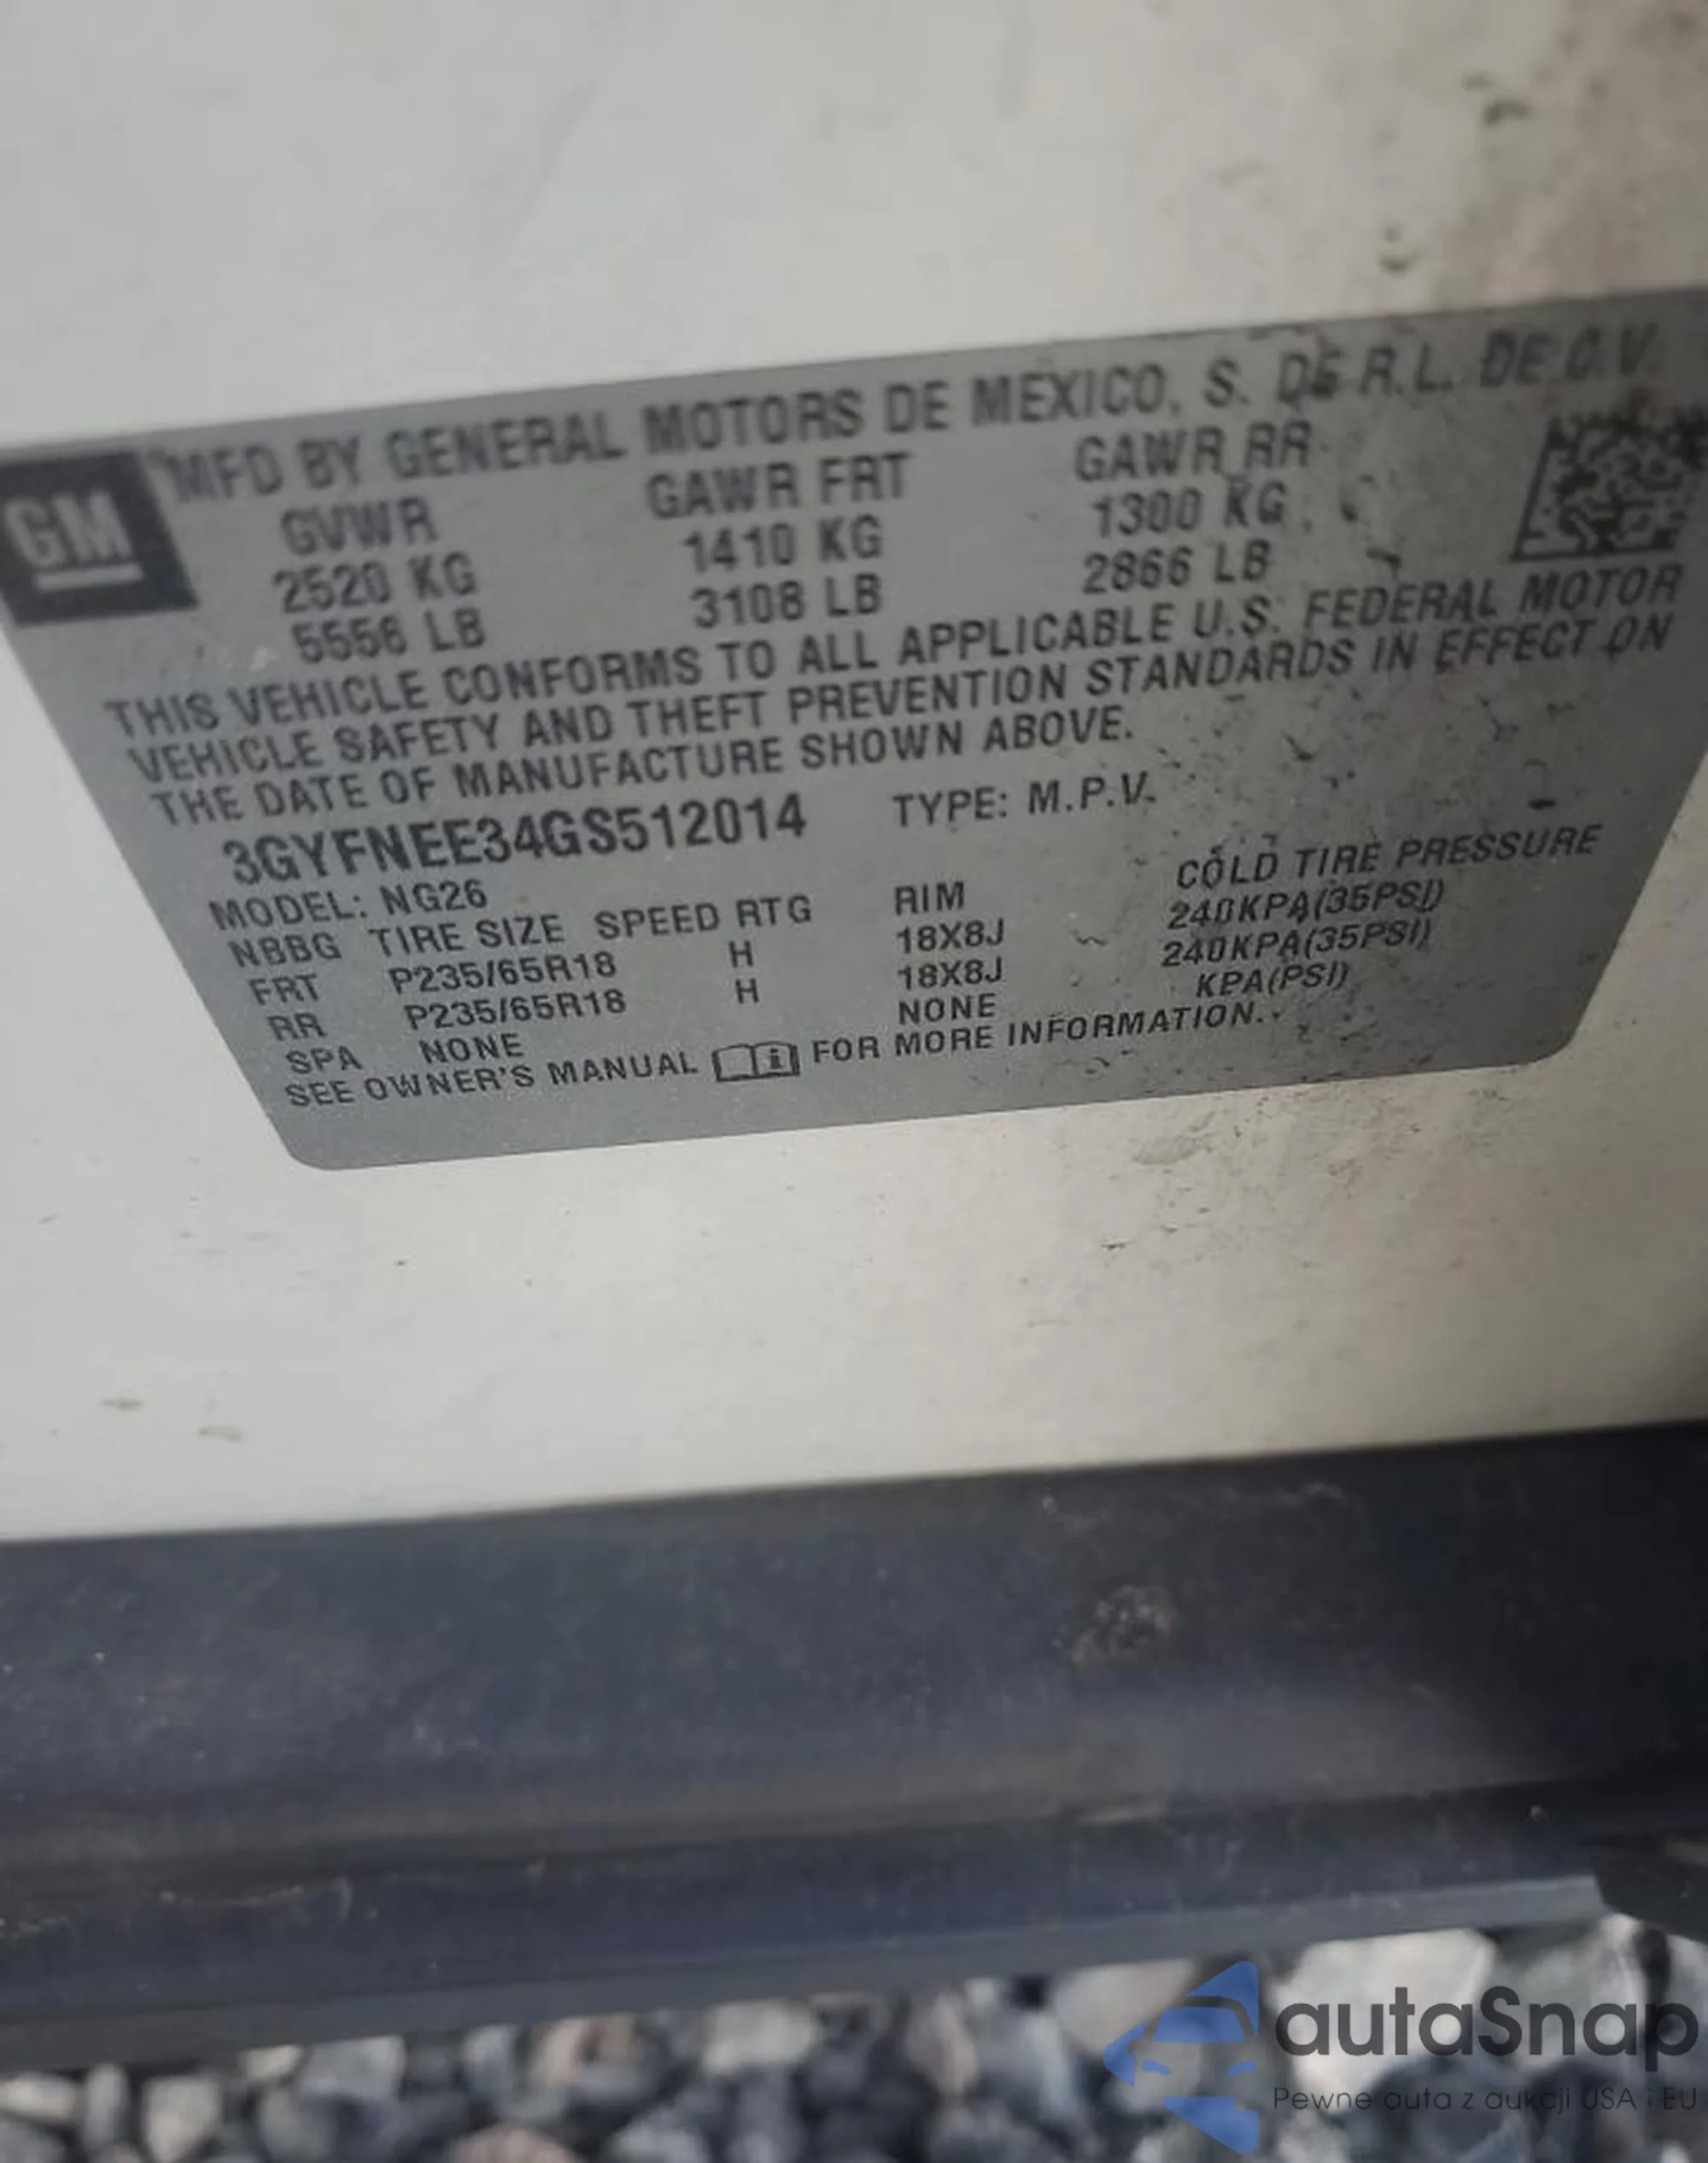 MFD BY GENERAL MOTORS DE MEXICO, S. DE R.L. DE C.V.
GM
GVWR GAWR FRT GAWR RR
2520 KG 1410 KG 1300 KG
5556 LB 3108 LB 2866 LB
THIS VEHICLE CONFORMS TO ALL APPLICABLE U.S. FEDERAL MOTOR
VEHICLE SAFETY AND THEFT PREVENTION STANDARDS IN EFFECT ON
THE DATE OF MANUFACTURE SHOWN ABOVE.
3GYFNEE34GS512014 TYPE: M.P.V.
MODEL: NG26 COLD TIRE PRESSURE
NBBG TIRE SIZE SPEED RTG RIM
FRT P235/65R18 H 18X8J 240KPA(35PSI)
RR P235/65R18 H 18X8J 240KPA(35PSI)
SPA NONE NONE KPA(PSI)
SEE OWNER'S MANUAL FOR MORE INFORMATION.
autaSnap
Pewne auta z aukcji USA i EU